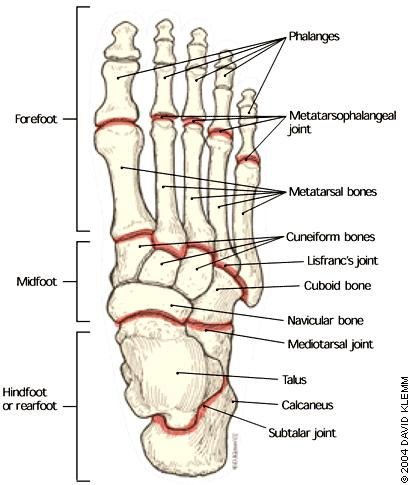 Phalanges
Forefoot
Metatarsophalangeal
joint
Metatarsal bones
Cuneiform bones
Lisfranc's joint
Midfoot
Cuboid bone
Navicular bone
Mediotarsal joint
Talus
Hindfoot
or rearfoot
Calcaneus
Subtalar joint
© 2004 DAVID KLEMM